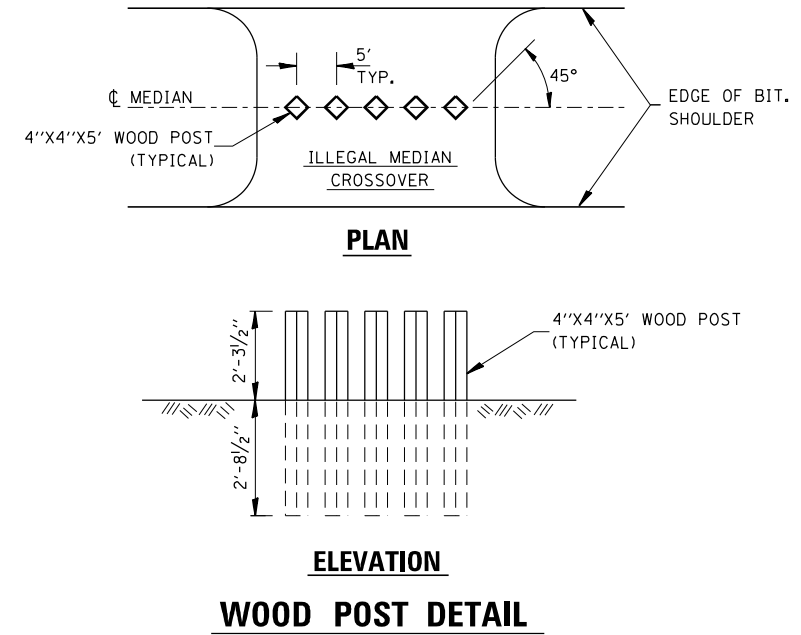 5'
TYP.
45°
℄ MEDIAN
EDGE OF BIT.
SHOULDER
4''X4''X5' WOOD POST
(TYPICAL)
ILLEGAL MEDIAN
CROSSOVER
PLAN
2'-3½''
4''X4''X5' WOOD POST
(TYPICAL)
2'-8½''
ELEVATION
WOOD POST DETAIL